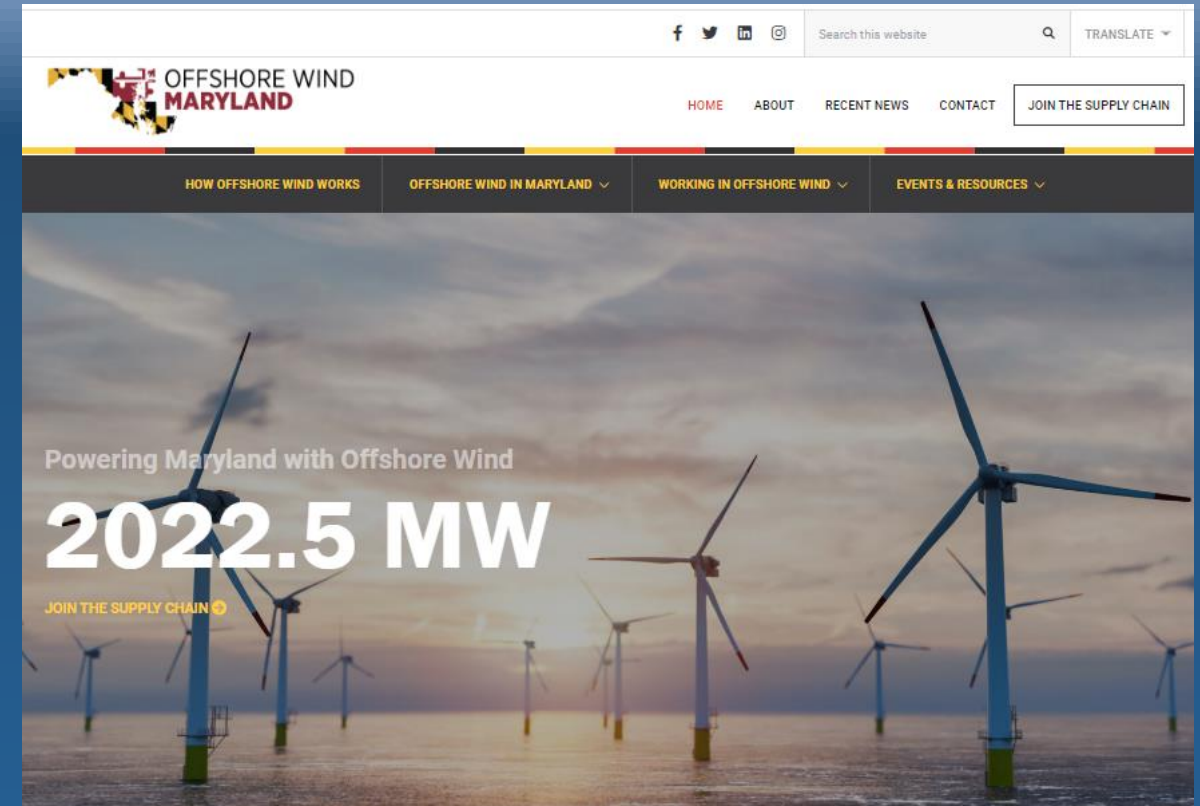 Search this website
TRANSLATE
OFFSHORE WIND
MARYLAND
HOME ABOUT RECENT NEWS CONTACT JOIN THE SUPPLY CHAIN
HOW OFFSHORE WIND WORKS OFFSHORE WIND IN MARYLAND WORKING IN OFFSHORE WIND EVENTS & RESOURCES
Powering Maryland with Offshore Wind
2022.5 MW
JOIN THE SUPPLY CHAIN